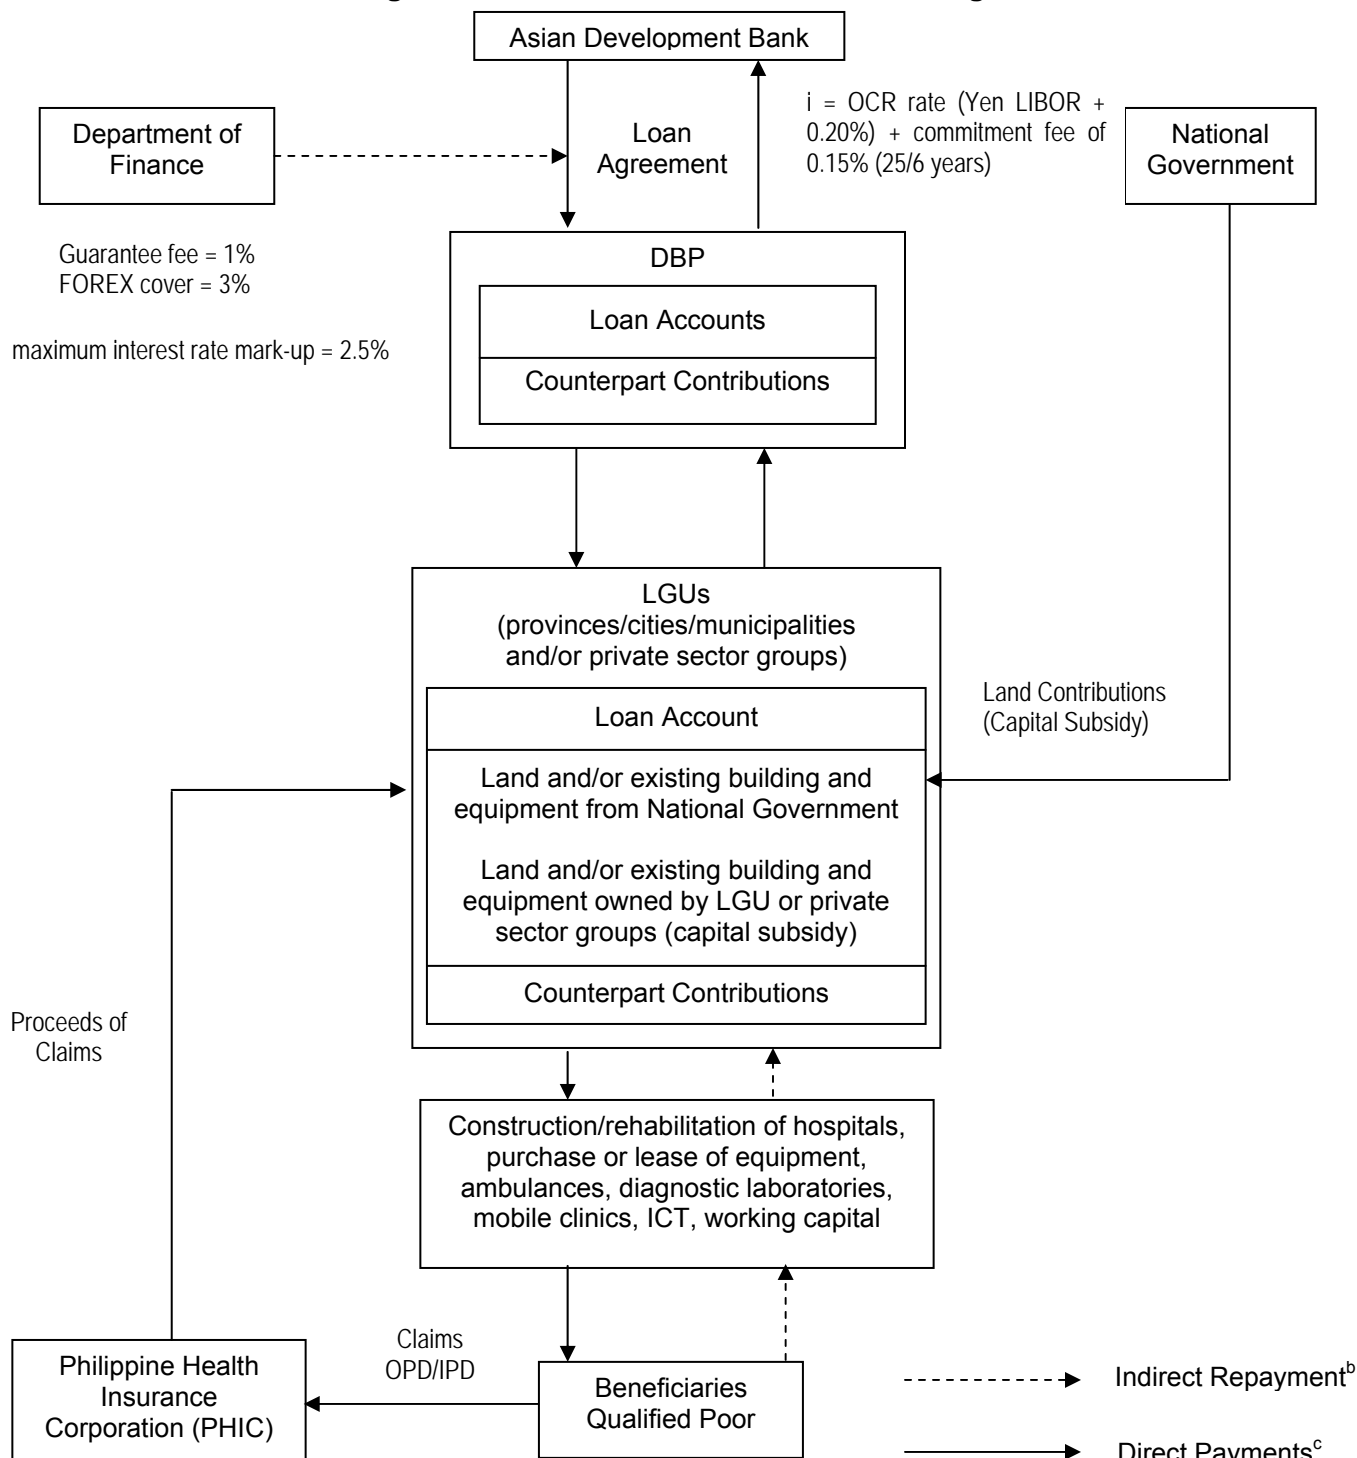 Asian Development Bank
Department of
Finance
Loan
Agreement
i = OCR rate (Yen LIBOR +
0.20%) + commitment fee of
0.15% (25/6 years)
National
Government
Guarantee fee = 1%
FOREX cover = 3%
maximum interest rate mark-up = 2.5%
DBP
Loan Accounts
Counterpart Contributions
LGUs
(provinces/cities/municipalities
and/or private sector groups)
Loan Account
Land and/or existing building and
equipment from National Government
Land and/or existing building and
equipment owned by LGU or private
sector groups (capital subsidy)
Counterpart Contributions
Land Contributions
(Capital Subsidy)
Proceeds of
Claims
Construction/rehabilitation of hospitals,
purchase or lease of equipment,
ambulances, diagnostic laboratories,
mobile clinics, ICT, working capital
Claims
OPD/IPD
Philippine Health
Insurance
Corporation (PHIC)
Beneficiaries
Qualified Poor
Indirect Repayment^b
Direct Payments^c